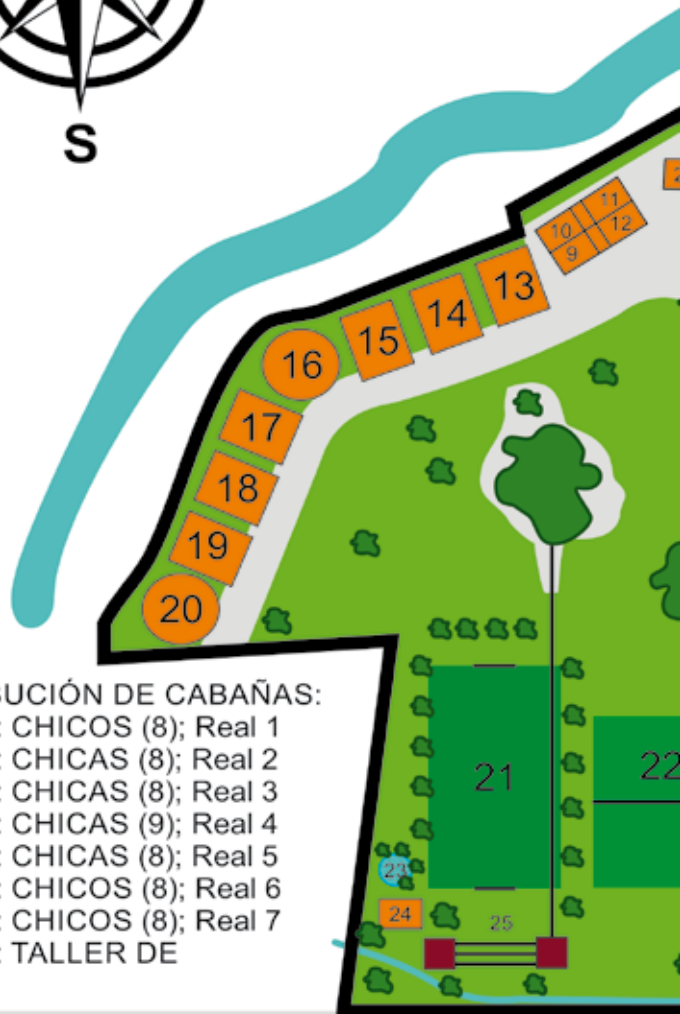 S
11
10
12
9
13
14
15
16
17
18
19
20
BUCIÓN DE CABAÑAS:
: CHICOS (8); Real 1
: CHICAS (8); Real 2
: CHICAS (8); Real 3
: CHICAS (9); Real 4
: CHICAS (8); Real 5
: CHICOS (8); Real 6
: CHICOS (8); Real 7
: TALLER DE
21
22
23
24
25